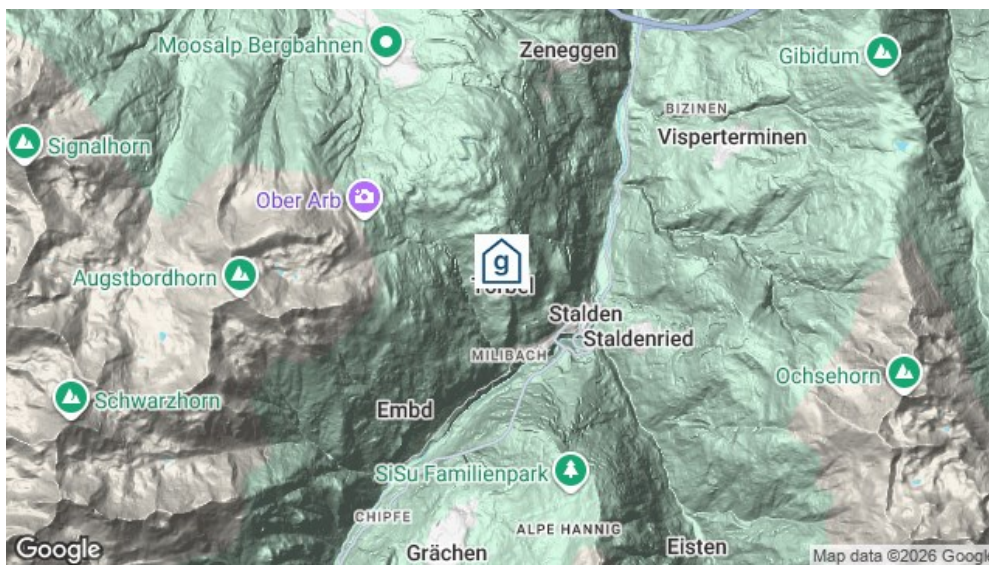 Moosalp Bergbahnen
Zeneggen
Gibidum
BIZINEN
Visperterminen
Signalhorn
Ober Arb
g
Augstbordhorn
Törbel
Stalden
Staldenried
MILIBACH
Ochsehorn
Schwarzhorn
Embd
SiSu Familienpark
CHIPFE
ALPE HANNIG
Grächen
Eisten
Google
Map data ©2026 Google